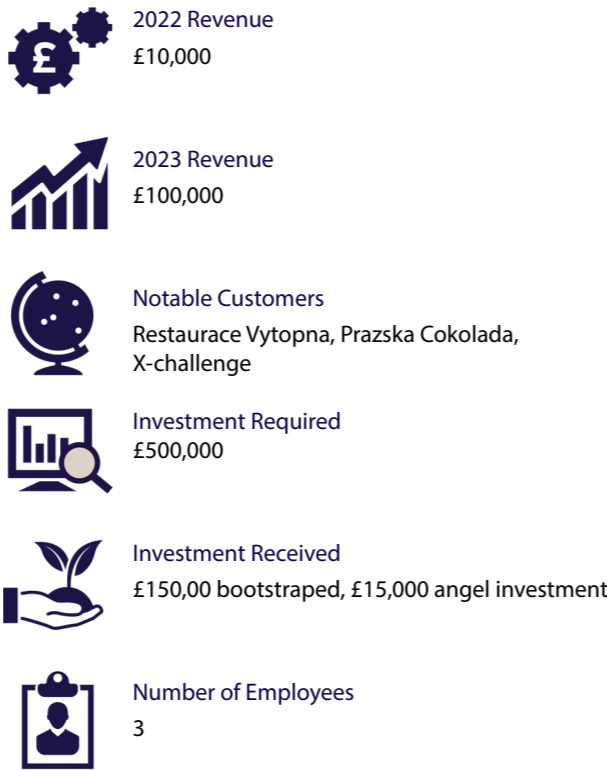 £
2022 Revenue
£10,000
2023 Revenue
£100,000
Notable Customers
Restaurace Vytopna, Prazska Cokolada,
X-challenge
Investment Required
£500,000
Investment Received
£150,00 bootstraped, £15,000 angel investment
Number of Employees
3